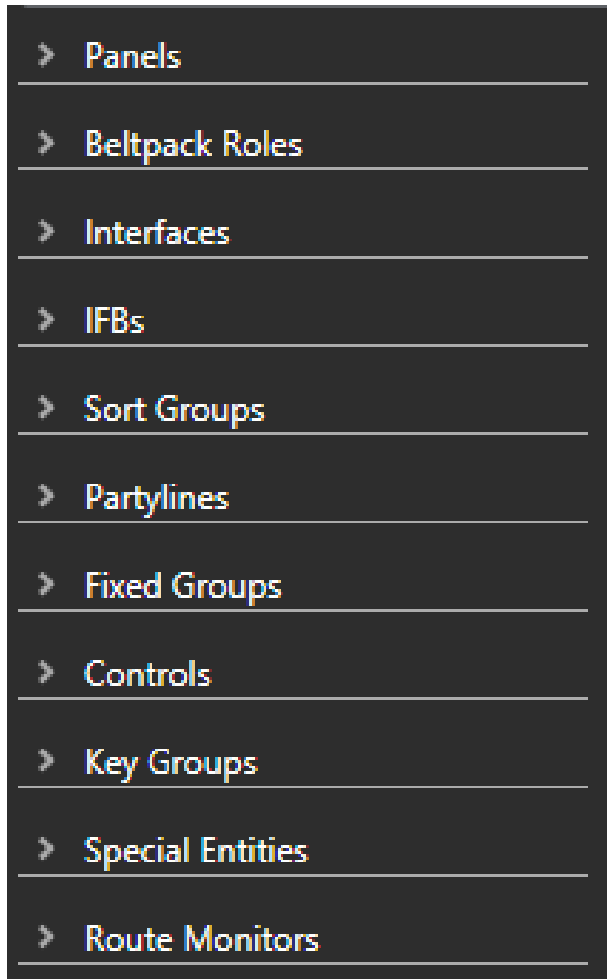 Panels
Beltpack Roles
Interfaces
IFBs
Sort Groups
Partylines
Fixed Groups
Controls
Key Groups
Special Entities
Route Monitors